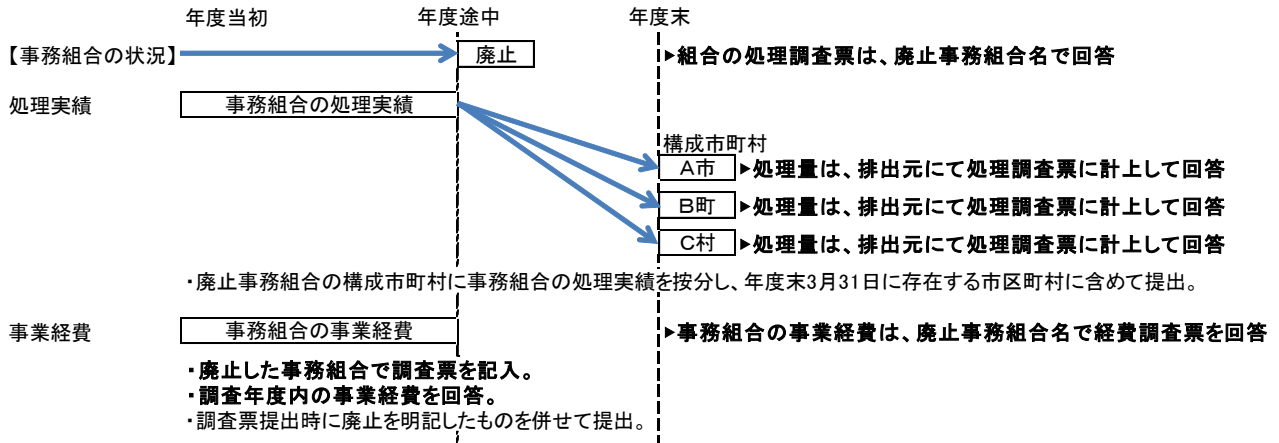 年度当初 年度途中 年度末
【事務組合の状況】 廃止 ▶組合の処理調査票は、廃止事務組合名で回答
処理実績 事務組合の処理実績
構成市町村
A市 ▶処理量は、排出元にて処理調査票に計上して回答
B町 ▶処理量は、排出元にて処理調査票に計上して回答
C村 ▶処理量は、排出元にて処理調査票に計上して回答
・廃止事務組合の構成市町村に事務組合の処理実績を按分し、年度末3月31日に存在する市区町村に含めて提出。
事業経費 事務組合の事業経費 ▶事務組合の事業経費は、廃止事務組合名で経費調査票を回答
・廃止した事務組合で調査票を記入。
・調査年度内の事業経費を回答。
・調査票提出時に廃止を明記したものを併せて提出。